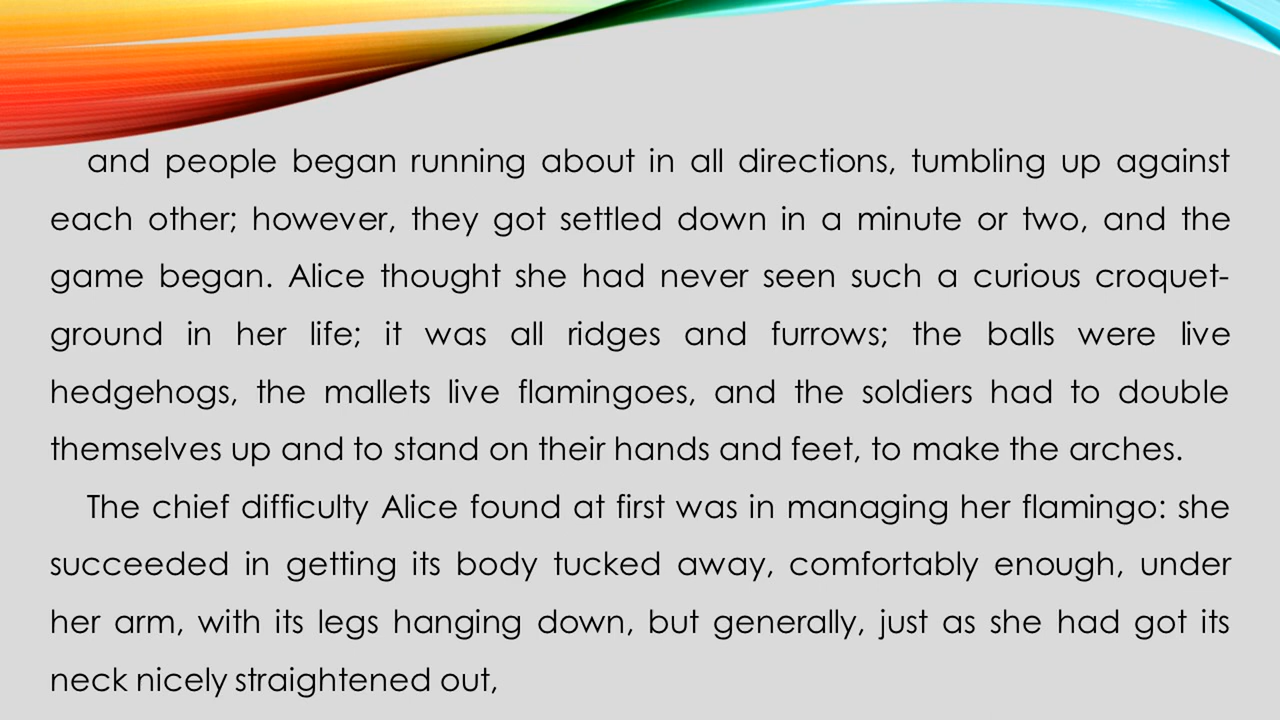 and people began running about in all directions, tumbling up against
each other; however, they got settled down in a minute or two, and the
game began. Alice thought she had never seen such a curious croquet-
ground in her life; it was all ridges and furrows; the balls were live
hedgehogs, the mallets live flamingoes, and the soldiers had to double
themselves up and to stand on their hands and feet, to make the arches.
The chief difficulty Alice found at first was in managing her flamingo: she
succeeded in getting its body tucked away, comfortably enough, under
her arm, with its legs hanging down, but generally, just as she had got its
neck nicely straightened out,